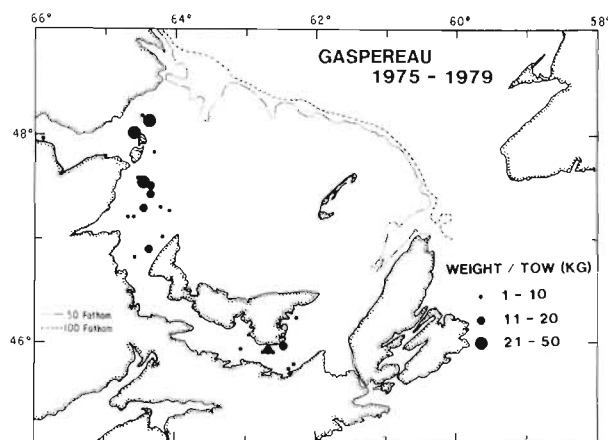 66° 64° 62° 60° 58°
GASPEREAU
1975 - 1979
48°
WEIGHT / TOW (KG)
1 - 10
50 Fathom
11 - 20
100 Fathom
21 - 50
46°